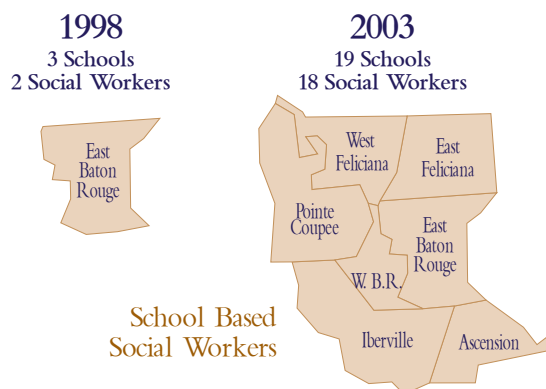 1998
3 Schools
2 Social Workers
East
Baton
Rouge
2003
19 Schools
18 Social Workers
West
Feliciana
East
Feliciana
Pointe
Coupee
East
Baton
Rouge
W. B.R.
Iberville
Ascension
School Based
Social Workers